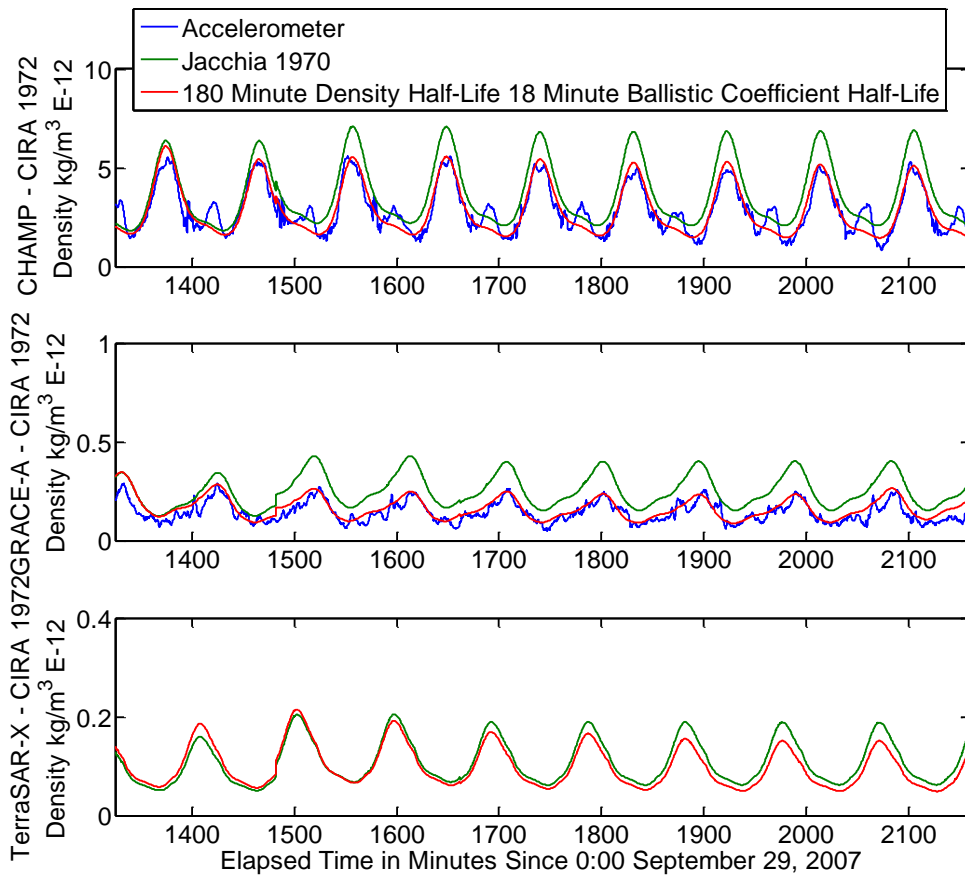 Accelerometer
Jacchia 1970
180 Minute Density Half-Life 18 Minute Ballistic Coefficient Half-Life
CHAMP - CIRA 1972
Density kg/m³ E-12
10
5
0
1400 1500 1600 1700 1800 1900 2000 2100
GRACE-A - CIRA 1972
Density kg/m³ E-12
1
0.5
0
1400 1500 1600 1700 1800 1900 2000 2100
TerraSAR-X - CIRA 1972
Density kg/m³ E-12
0.4
0.2
0
1400 1500 1600 1700 1800 1900 2000 2100
Elapsed Time in Minutes Since 0:00 September 29, 2007